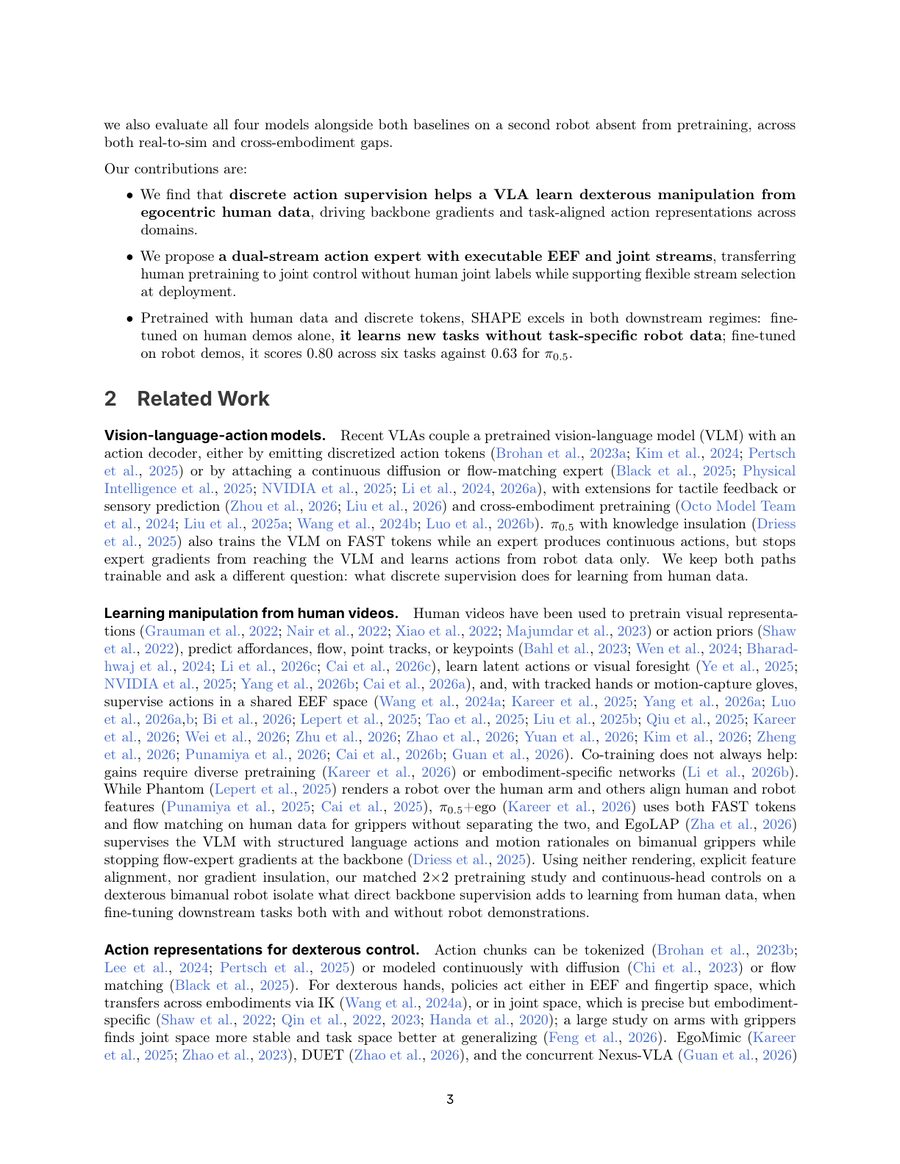 we also evaluate all four models alongside both baselines on a second robot absent from pretraining, across
both real-to-sim and cross-embodiment gaps.
Our contributions are:
• We find that discrete action supervision helps a VLA learn dexterous manipulation from
egocentric human data, driving backbone gradients and task-aligned action representations across
domains.
• We propose a dual-stream action expert with executable EEF and joint streams, transferring
human pretraining to joint control without human joint labels while supporting flexible stream selection
at deployment.
• Pretrained with human data and discrete tokens, SHAPE excels in both downstream regimes: fine-
tuned on human demos alone, it learns new tasks without task-specific robot data; fine-tuned
on robot demos, it scores 0.80 across six tasks against 0.63 for π0.5.
2 Related Work
Vision-language-action models. Recent VLAs couple a pretrained vision-language model (VLM) with an
action decoder, either by emitting discretized action tokens (Brohan et al., 2023a; Kim et al., 2024; Pertsch
et al., 2025) or by attaching a continuous diffusion or flow-matching expert (Black et al., 2025; Physical
Intelligence et al., 2025; NVIDIA et al., 2025; Li et al., 2024, 2026a), with extensions for tactile feedback or
sensory prediction (Zhou et al., 2026; Liu et al., 2026) and cross-embodiment pretraining (Octo Model Team
et al., 2024; Liu et al., 2025a; Wang et al., 2024b; Luo et al., 2026b). π0.5 with knowledge insulation (Driess
et al., 2025) also trains the VLM on FAST tokens while an expert produces continuous actions, but stops
expert gradients from reaching the VLM and learns actions from robot data only. We keep both paths
trainable and ask a different question: what discrete supervision does for learning from human data.
Learning manipulation from human videos. Human videos have been used to pretrain visual representa-
tions (Grauman et al., 2022; Nair et al., 2022; Xiao et al., 2022; Majumdar et al., 2023) or action priors (Shaw
et al., 2022), predict affordances, flow, point tracks, or keypoints (Bahl et al., 2023; Wen et al., 2024; Bharad-
hwaj et al., 2024; Li et al., 2026c; Cai et al., 2026c), learn latent actions or visual foresight (Ye et al., 2025;
NVIDIA et al., 2025; Yang et al., 2026b; Cai et al., 2026a), and, with tracked hands or motion-capture gloves,
supervise actions in a shared EEF space (Wang et al., 2024a; Kareer et al., 2025; Yang et al., 2026a; Luo
et al., 2026a,b; Bi et al., 2026; Lepert et al., 2025; Tao et al., 2025; Liu et al., 2025b; Qiu et al., 2025; Kareer
et al., 2026; Wei et al., 2026; Zhu et al., 2026; Zhao et al., 2026; Yuan et al., 2026; Kim et al., 2026; Zheng
et al., 2026; Punamiya et al., 2026; Cai et al., 2026b; Guan et al., 2026). Co-training does not always help:
gains require diverse pretraining (Kareer et al., 2026) or embodiment-specific networks (Li et al., 2026b).
While Phantom (Lepert et al., 2025) renders a robot over the human arm and others align human and robot
features (Punamiya et al., 2025; Cai et al., 2025), π0.5+ego (Kareer et al., 2026) uses both FAST tokens
and flow matching on human data for grippers without separating the two, and EgoLAP (Zha et al., 2026)
supervises the VLM with structured language actions and motion rationales on bimanual grippers while
stopping flow-expert gradients at the backbone (Driess et al., 2025). Using neither rendering, explicit feature
alignment, nor gradient insulation, our matched 2×2 pretraining study and continuous-head controls on a
dexterous bimanual robot isolate what direct backbone supervision adds to learning from human data, when
fine-tuning downstream tasks both with and without robot demonstrations.
Action representations for dexterous control. Action chunks can be tokenized (Brohan et al., 2023b;
Lee et al., 2024; Pertsch et al., 2025) or modeled continuously with diffusion (Chi et al., 2023) or flow
matching (Black et al., 2025). For dexterous hands, policies act either in EEF and fingertip space, which
transfers across embodiments via IK (Wang et al., 2024a), or in joint space, which is precise but embodiment-
specific (Shaw et al., 2022; Qin et al., 2022, 2023; Handa et al., 2020); a large study on arms with grippers
finds joint space more stable and task space better at generalizing (Feng et al., 2026). EgoMimic (Kareer
et al., 2025; Zhao et al., 2023), DUET (Zhao et al., 2026), and the concurrent Nexus-VLA (Guan et al., 2026)
3